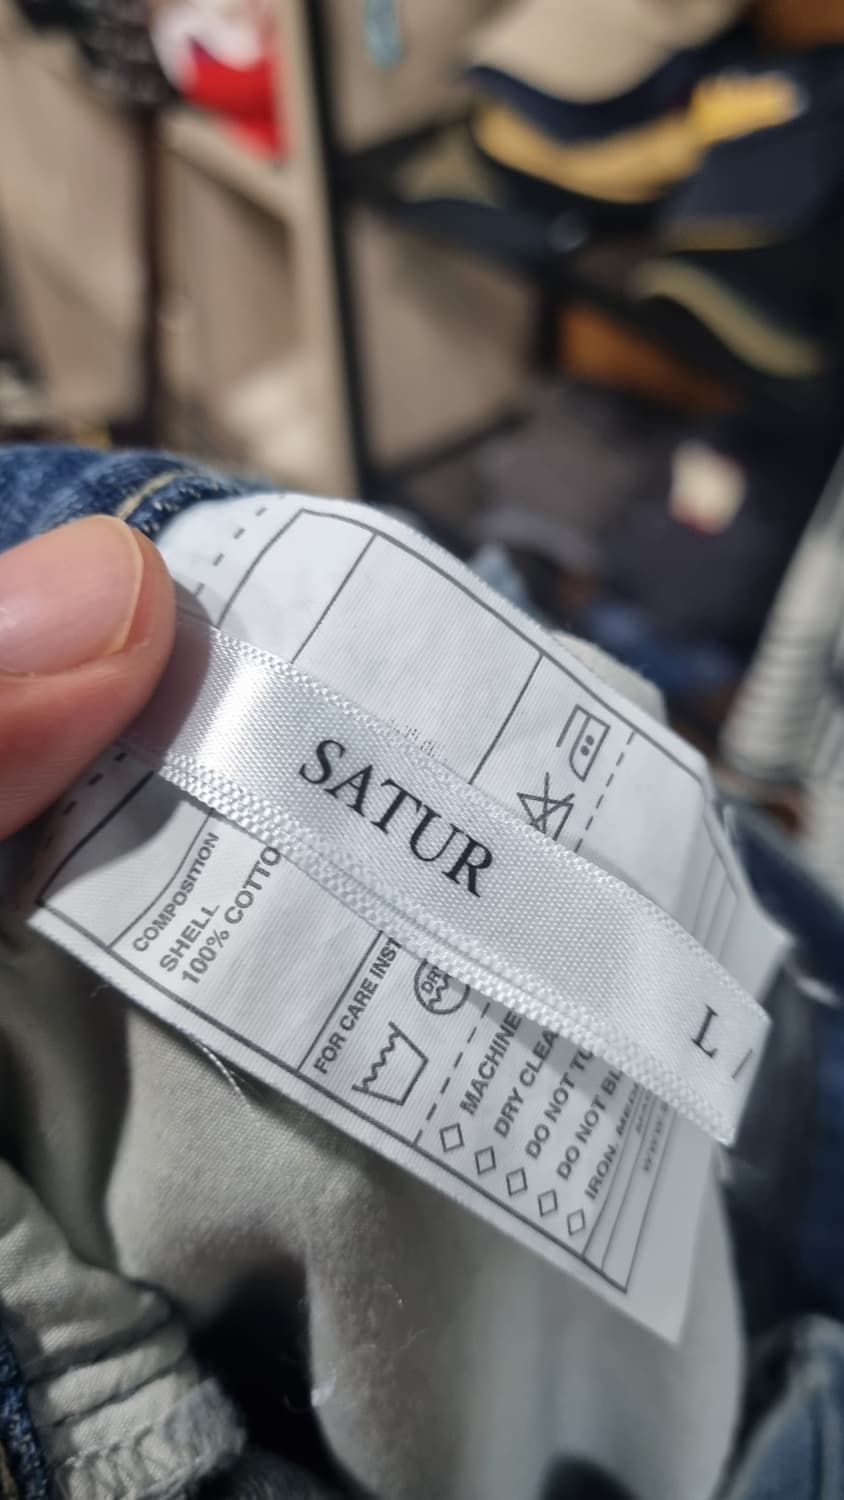 SATUR
L /
COMPOSITION
SHELL
100% COTTO
FOR CARE INST
DRY
MACHINE
DRY CLEA
DO NOT TU
DO NOT BL
IRON. MED